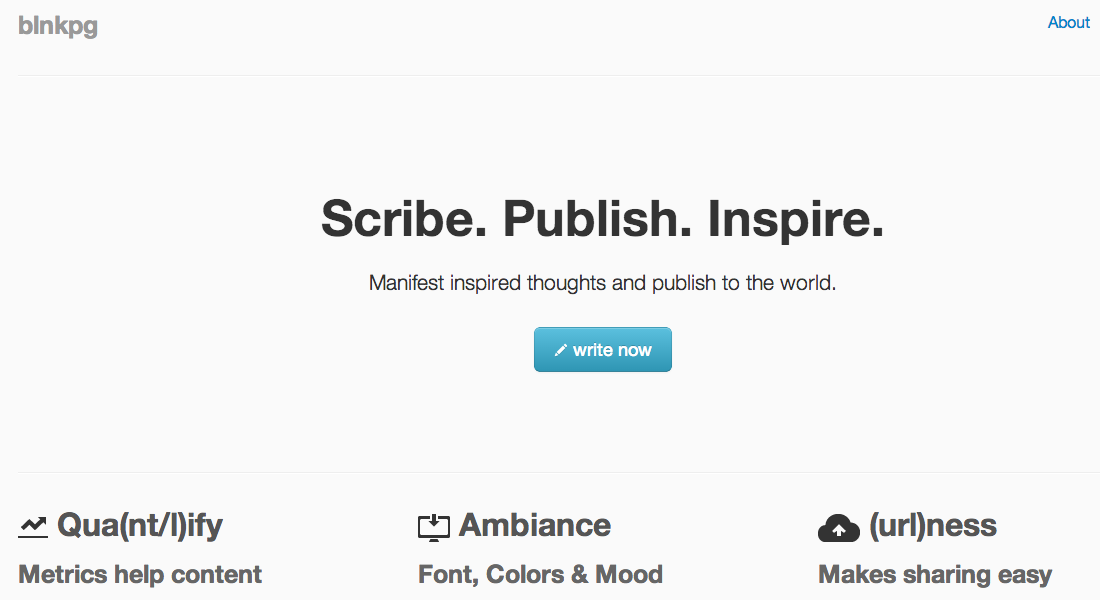 blnkpg
About
Scribe. Publish. Inspire.
Manifest inspired thoughts and publish to the world.
write now
Qua(nt/l)ify
Metrics help content
Ambiance
Font, Colors & Mood
(url)ness
Makes sharing easy